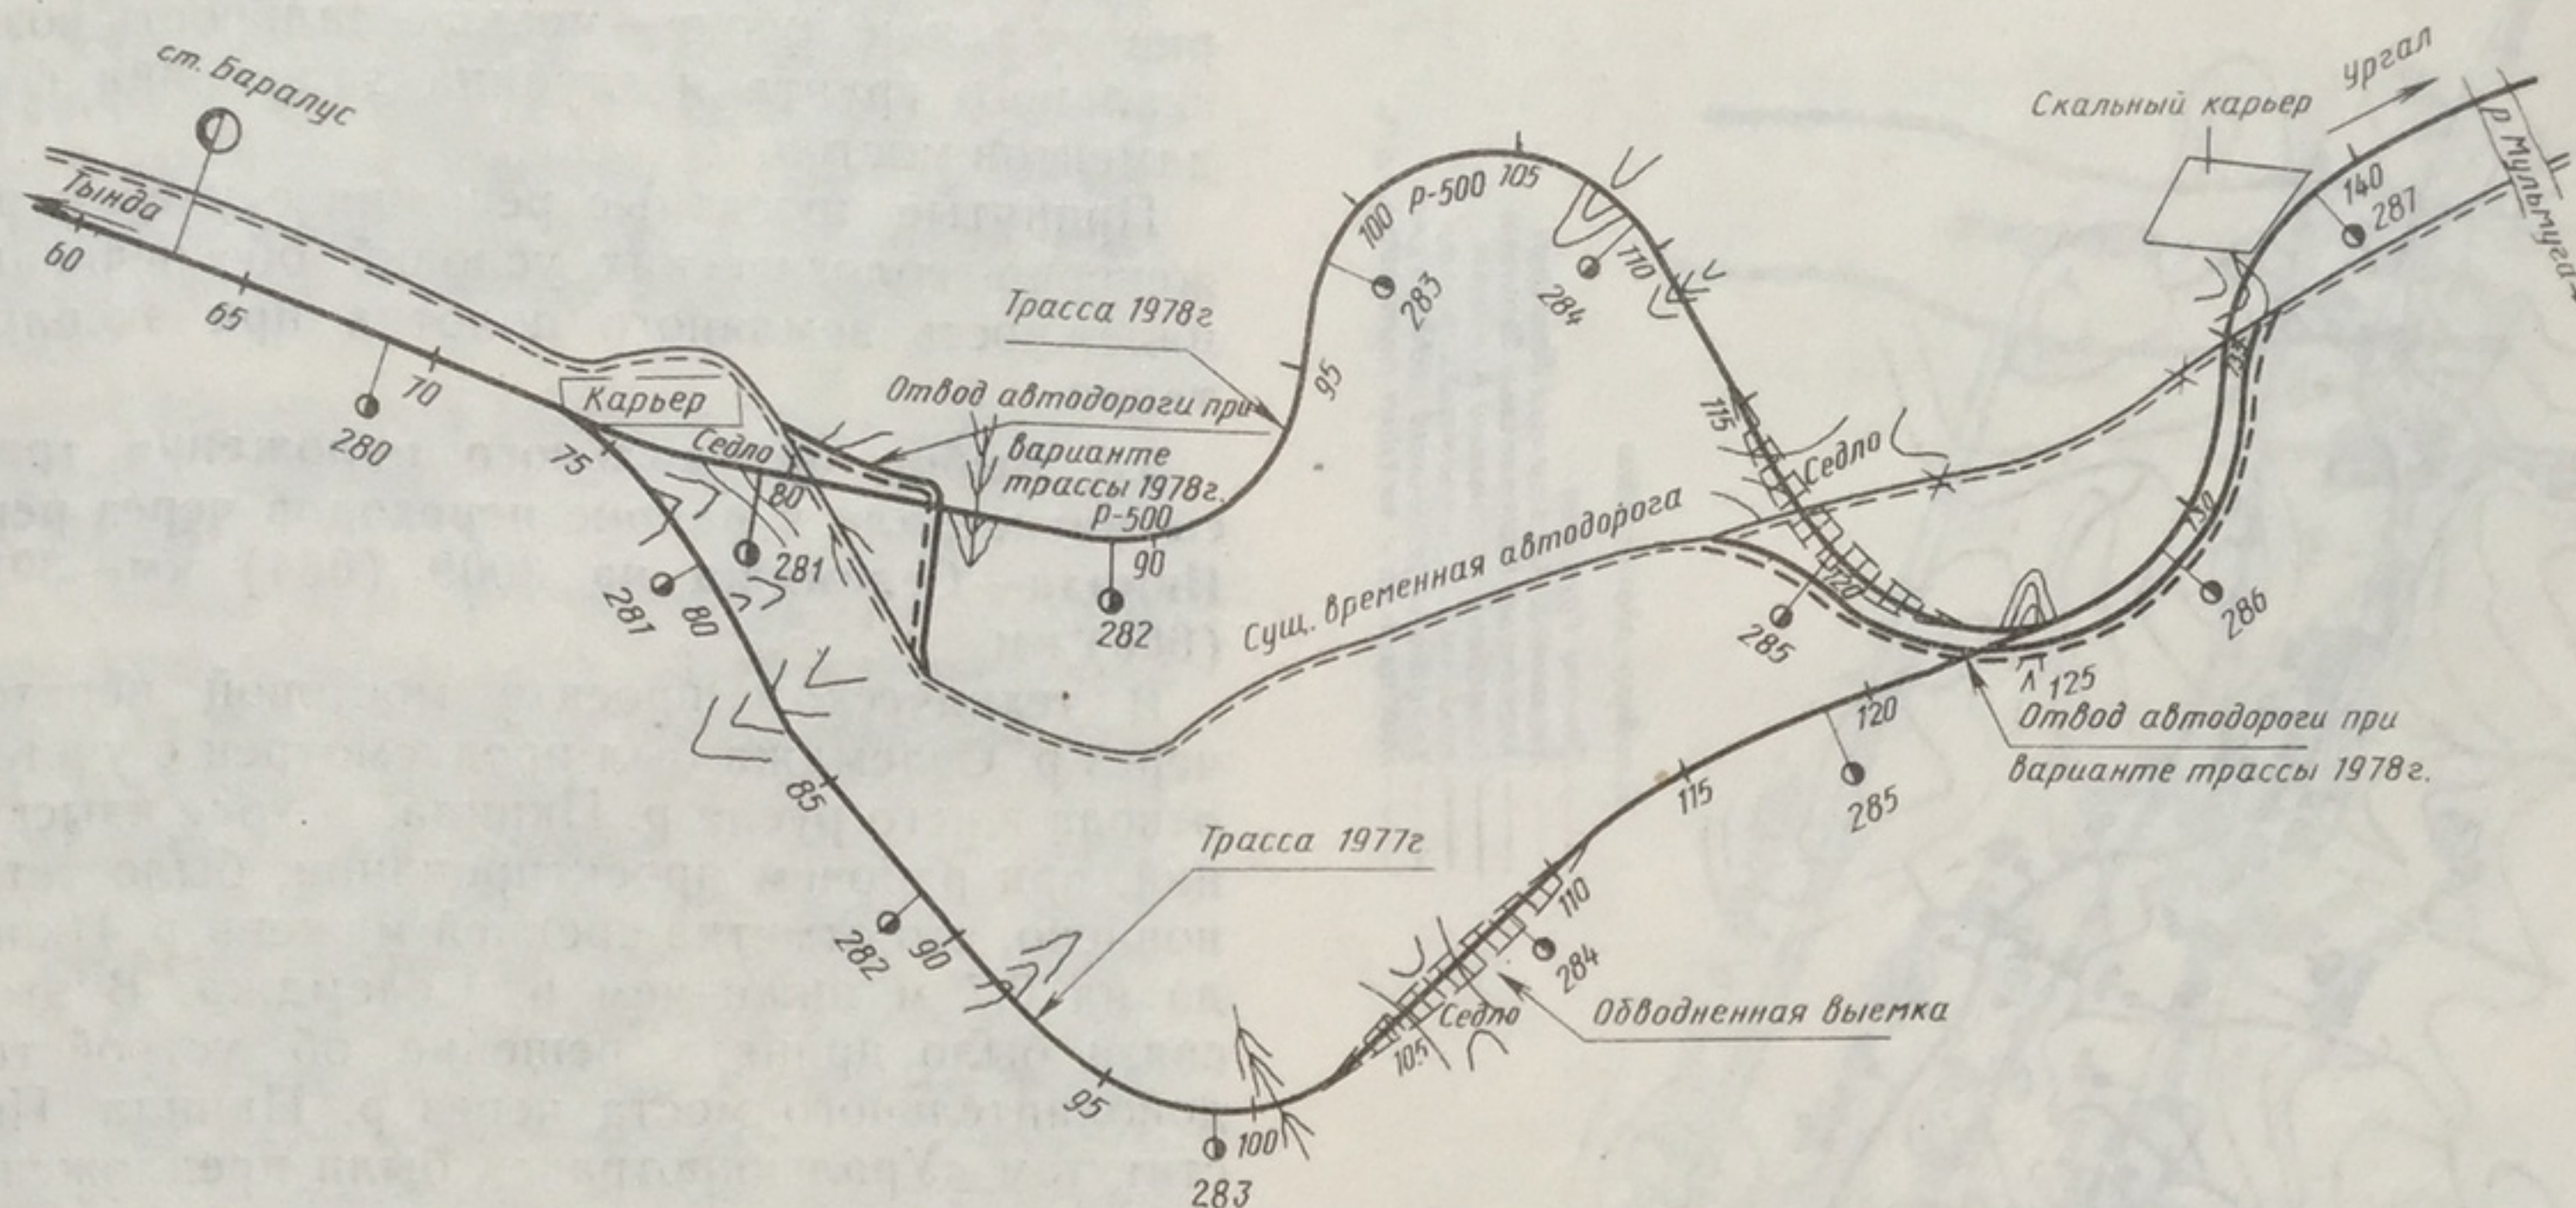 ст. Баралус
Тында
60
65
70
280
Карьер
75
Седло
80
281
281
80
85
282
90
95
283
100
Трасса 1977г
105
Седло
284
110
Обводненная выемка
115
285
120
Трасса 1978г
Отвод автодороги при
варианте
трассы 1978г.
Р-500
90
282
95
283
100
Р-500
105
284
110
115
Седло
Сущ. временная автодорога
120
285
125
Отвод автодороги при
варианте трассы 1978г.
286
130
135
Скальный карьер
Ургал
140
287
р Мульмуга